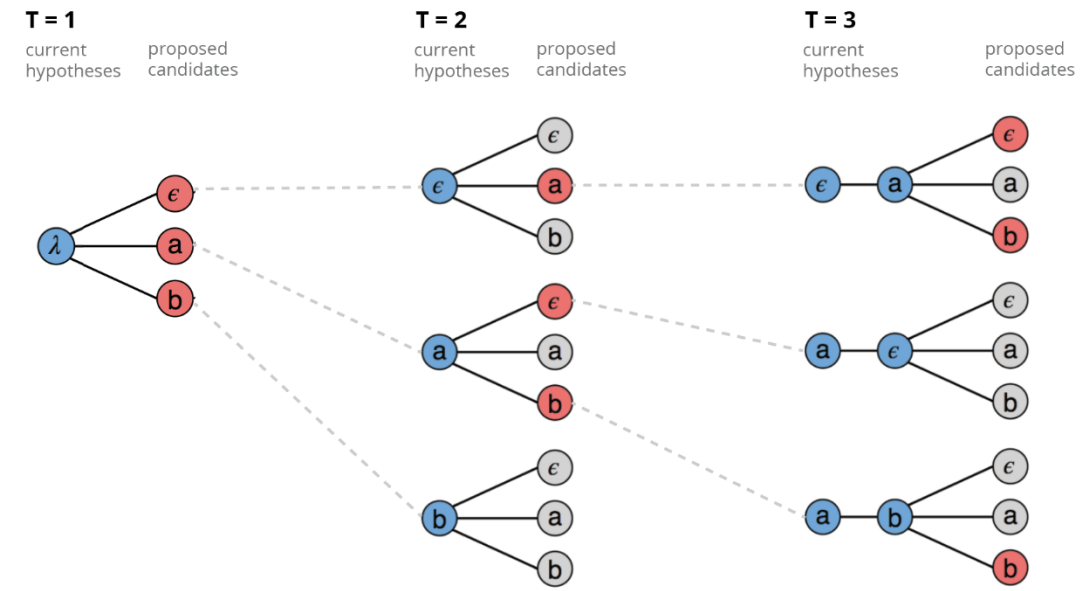 T = 1
current hypotheses
proposed candidates
λ
ϵ
a
b
T = 2
current hypotheses
proposed candidates
ϵ
ϵ
a
b
a
ϵ
a
b
b
ϵ
a
b
T = 3
current hypotheses
proposed candidates
ϵ a
ϵ
a
b
a ϵ
ϵ
a
b
a b
ϵ
a
b